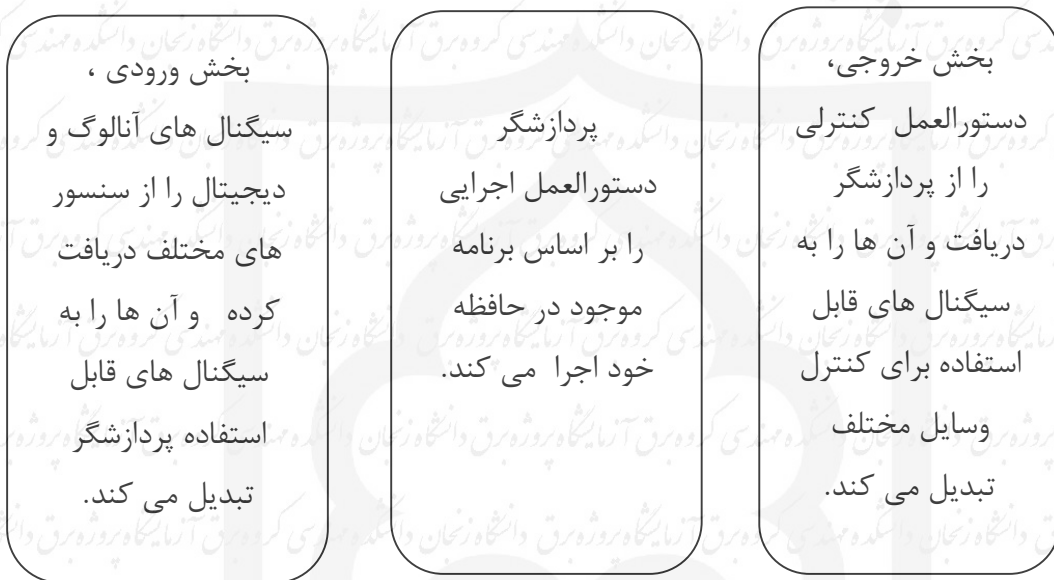 بخش خروجی،
دستورالعمل کنترلی
را از پردازشگر
دریافت و آن ها را به
سیگنال های قابل
استفاده برای کنترل
وسایل مختلف
تبدیل می کند.
پردازشگر
دستورالعمل اجرایی
را بر اساس برنامه
موجود در حافظه
خود اجرا می کند.
بخش ورودی ،
سیگنال های آنالوگ و
دیجیتال را از سنسور
های مختلف دریافت
کرده و آن ها را به
سیگنال های قابل
استفاده پردازشگر
تبدیل می کند.